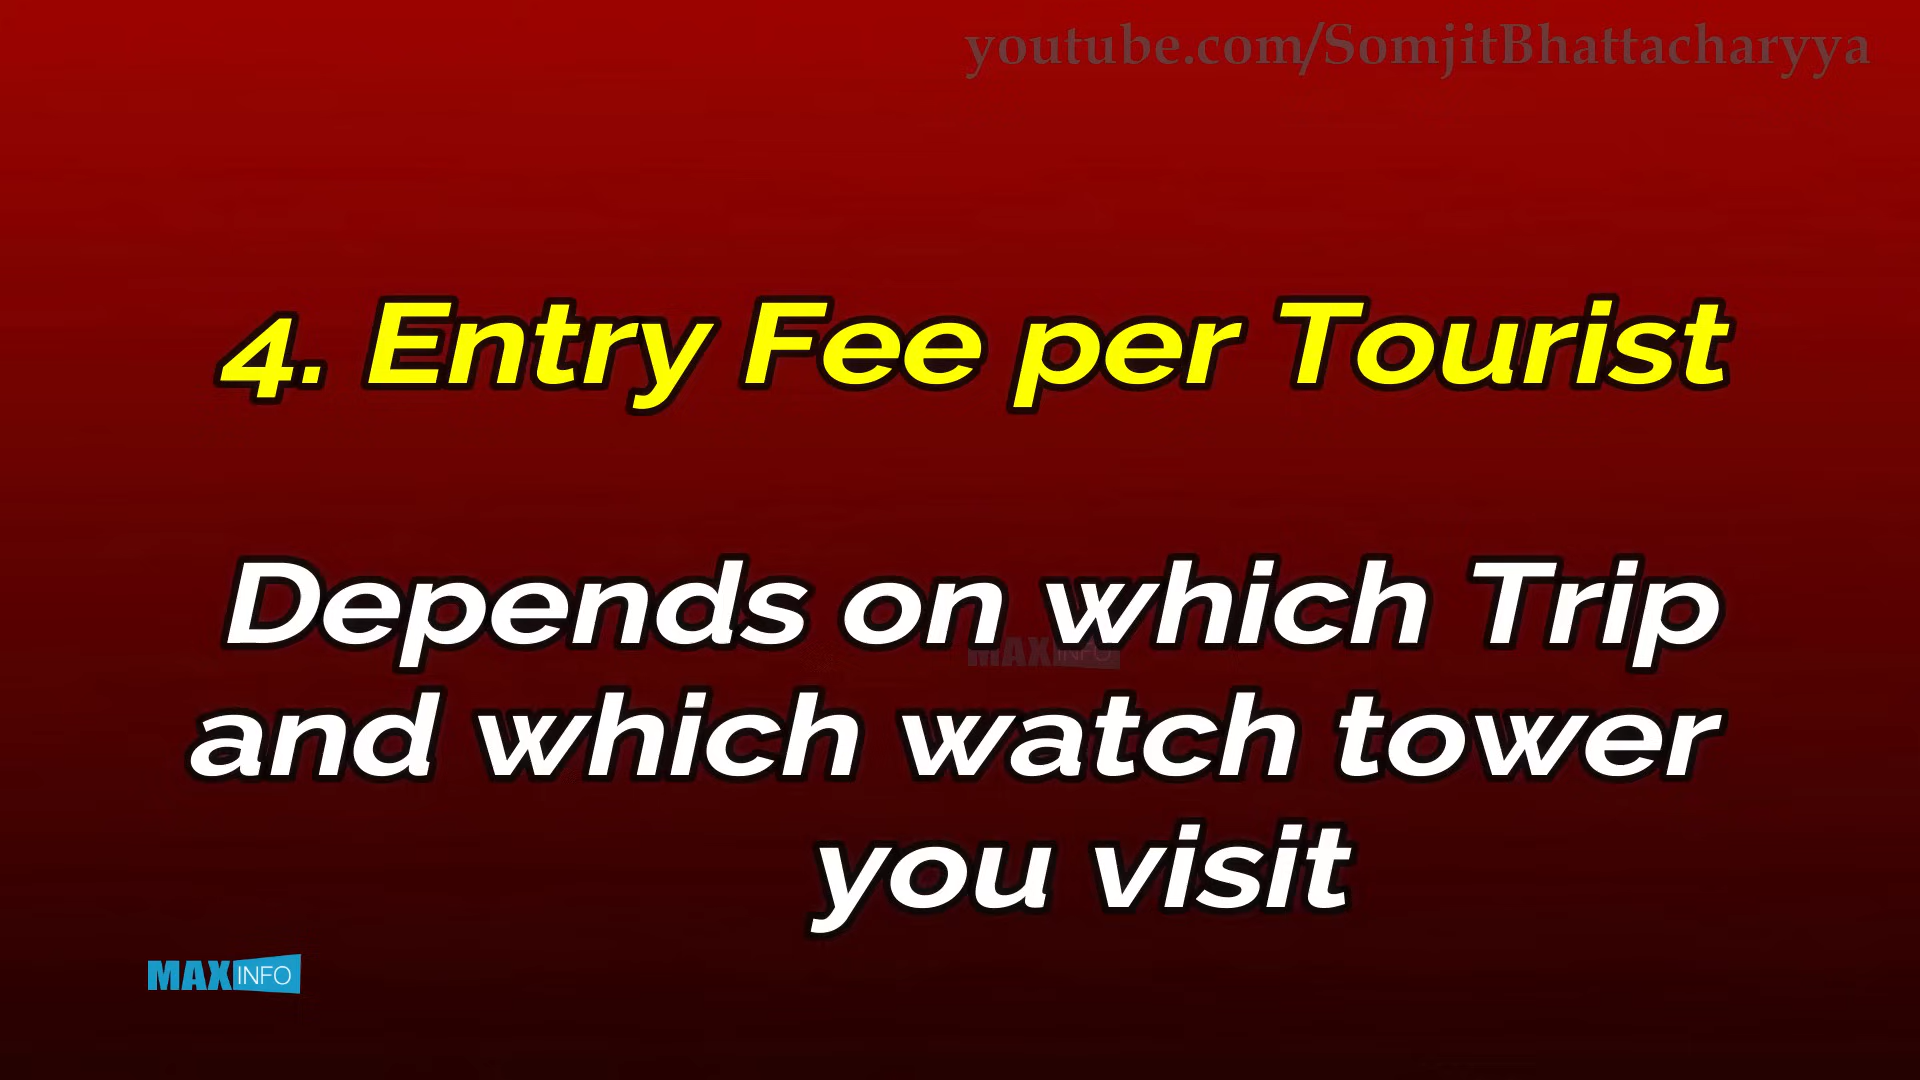 youtube.com/SomjitBhattacharyya
4. Entry Fee per Tourist
Depends on which Trip
and which watch tower
you visit
MAXINFO
MAXINFO